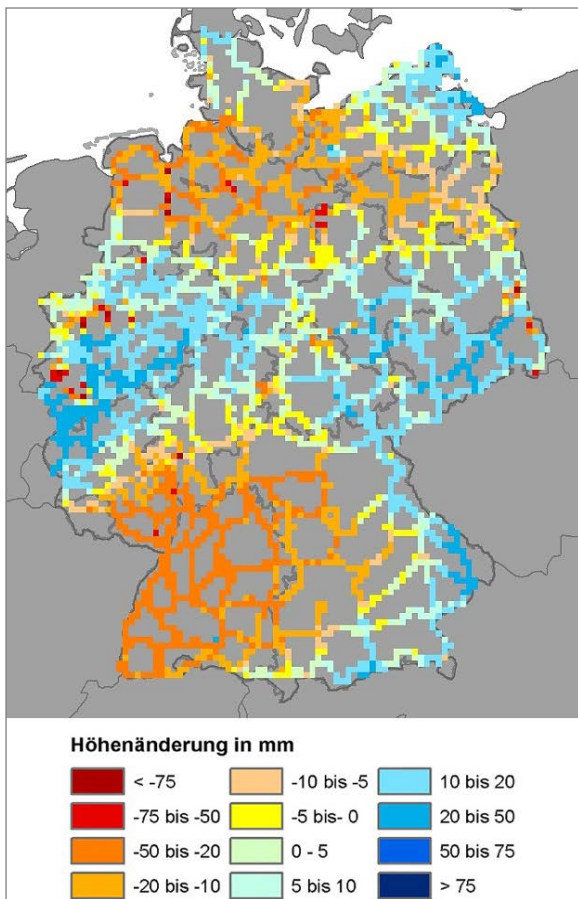 Höhenänderung in mm
< -75 -10 bis -5 10 bis 20
-75 bis -50 -5 bis- 0 20 bis 50
-50 bis -20 0 - 5 50 bis 75
-20 bis -10 5 bis 10 > 75